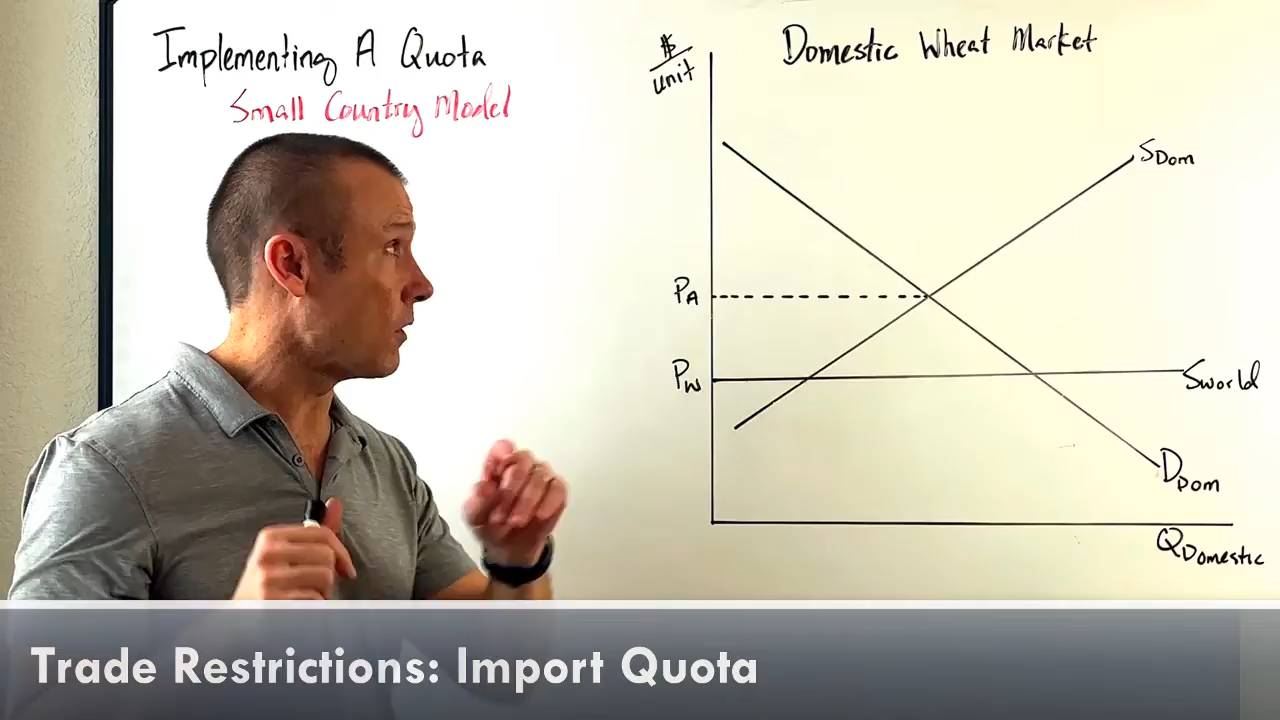 Implementing A Quota
Small Country Model
Domestic Wheat Market
$/unit
SDom
PA
PW
Sworld
DDom
QDomestic
Trade Restrictions: Import Quota